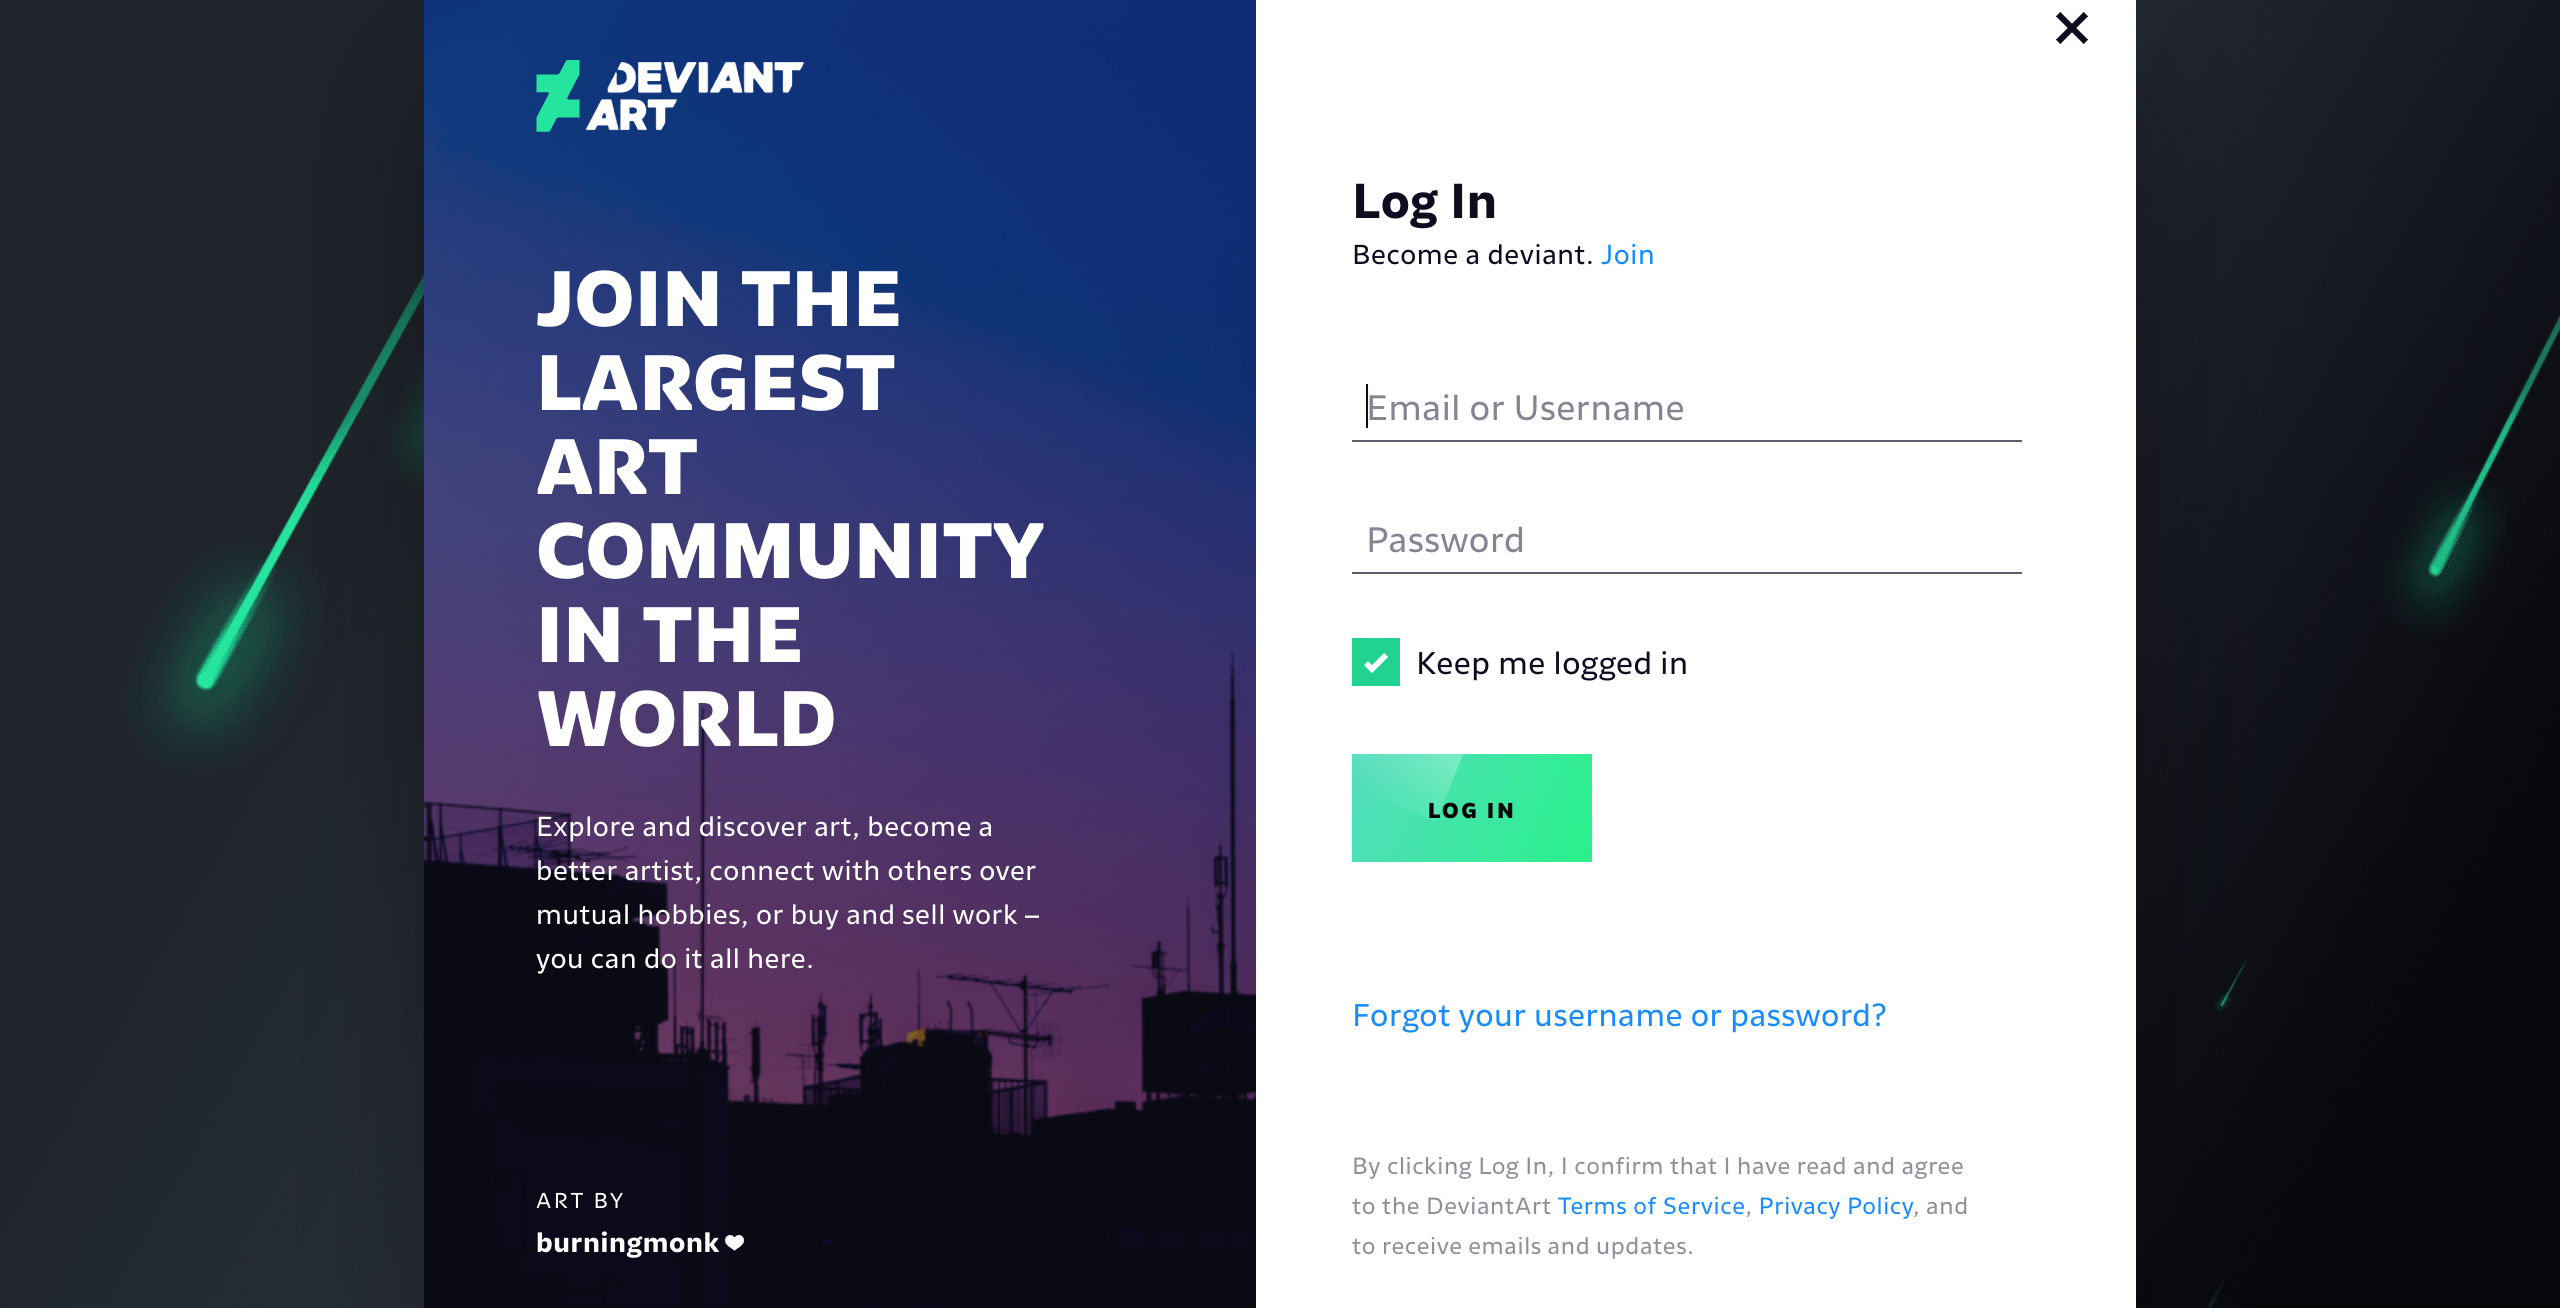 DEVIANT
ART
JOIN THE
LARGEST
ART
COMMUNITY
IN THE
WORLD
Explore and discover art, become a
better artist, connect with others over
mutual hobbies, or buy and sell work –
you can do it all here.
ART BY
burningmonk
Log In
Become a deviant. Join
Email or Username
Password
Keep me logged in
LOG IN
Forgot your username or password?
By clicking Log In, I confirm that I have read and agree
to the DeviantArt Terms of Service, Privacy Policy, and
to receive emails and updates.